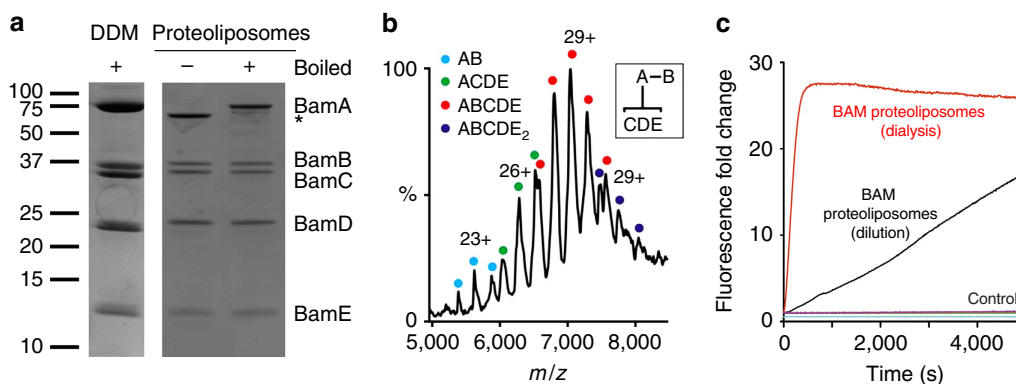 a
DDM Proteoliposomes
+ − + Boiled
100
75
50
37
25
20
15
10
BamA
*
BamB
BamC
BamD
BamE
b
100
%
0
AB
ACDE
ABCDE
ABCDE2
23+
26+
29+
29+
A–B
CDE
5,000 6,000 7,000 8,000
m/z
c
Fluorescence fold change
30
20
10
0
BAM proteoliposomes
(dialysis)
BAM
proteoliposomes
(dilution)
Control
0 2,000 4,000
Time (s)